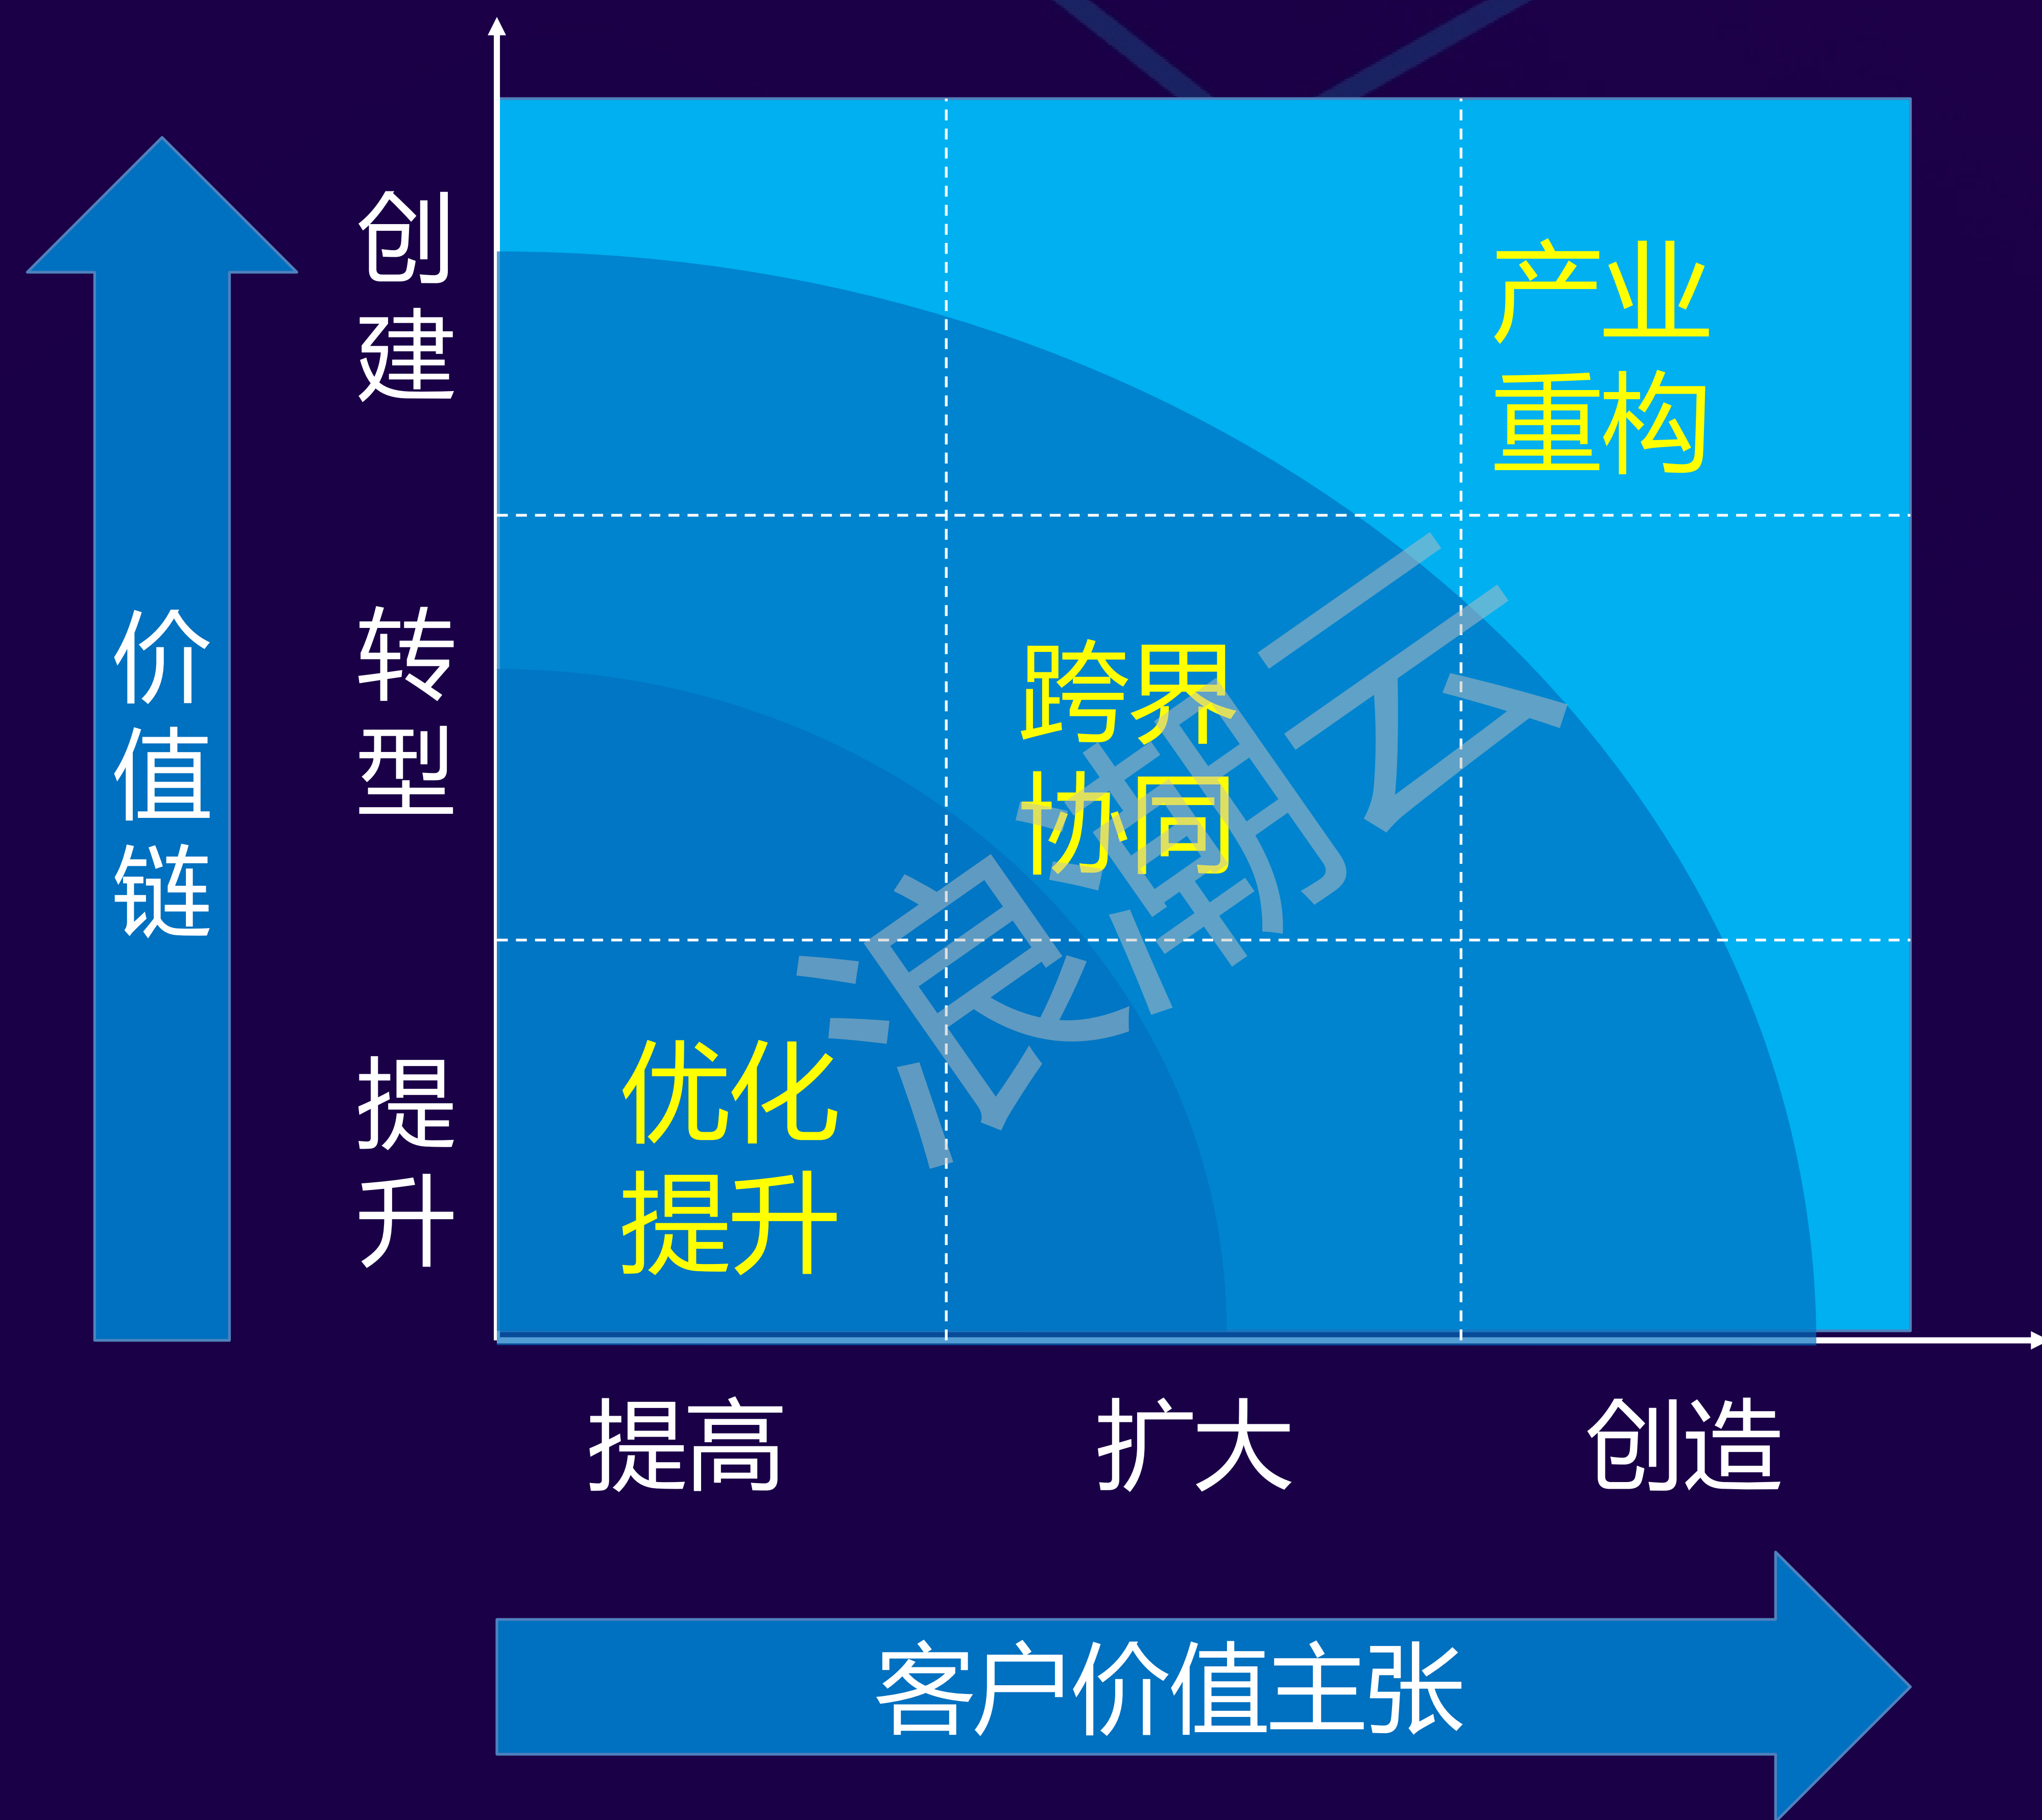 价值链
创建
转型
提升
产业
重构
跨界
协同
优化
提升
浪潮云
提高
扩大
创造
客户价值主张